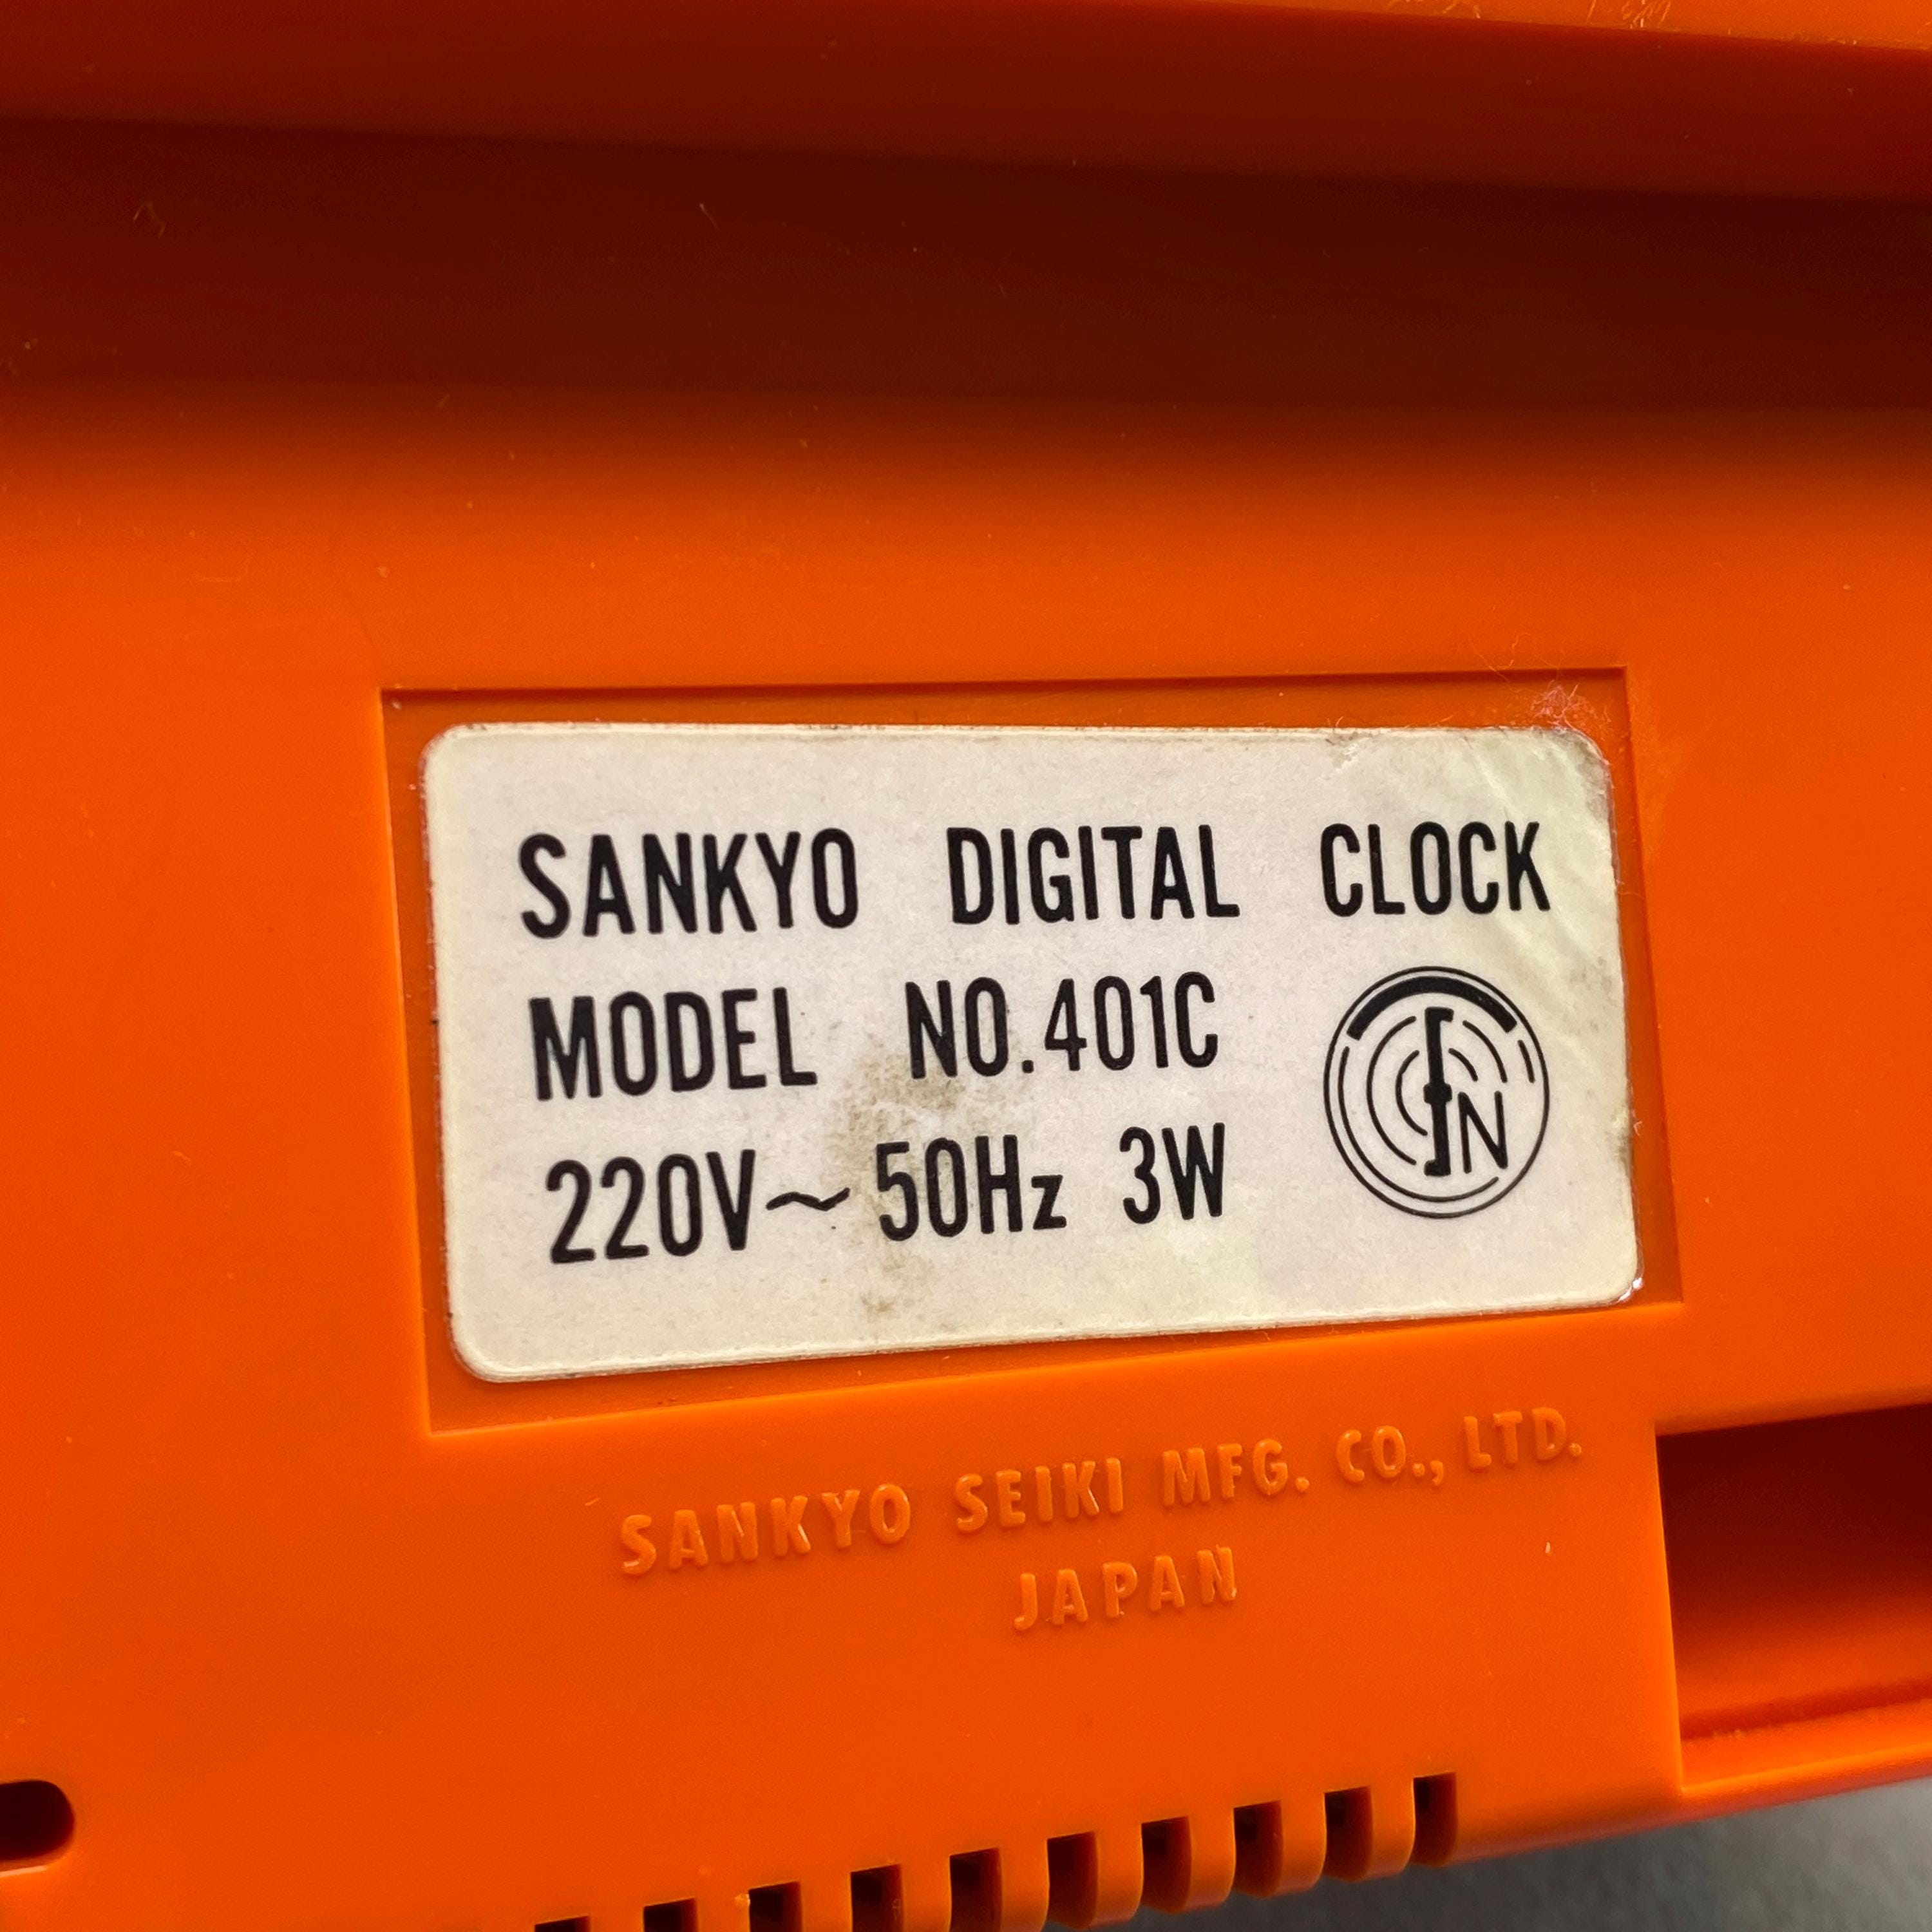 SANKYO DIGITAL CLOCK
MODEL NO.401C
220V~50Hz 3W
N
SANKYO SEIKI MFG. CO., LTD.
JAPAN